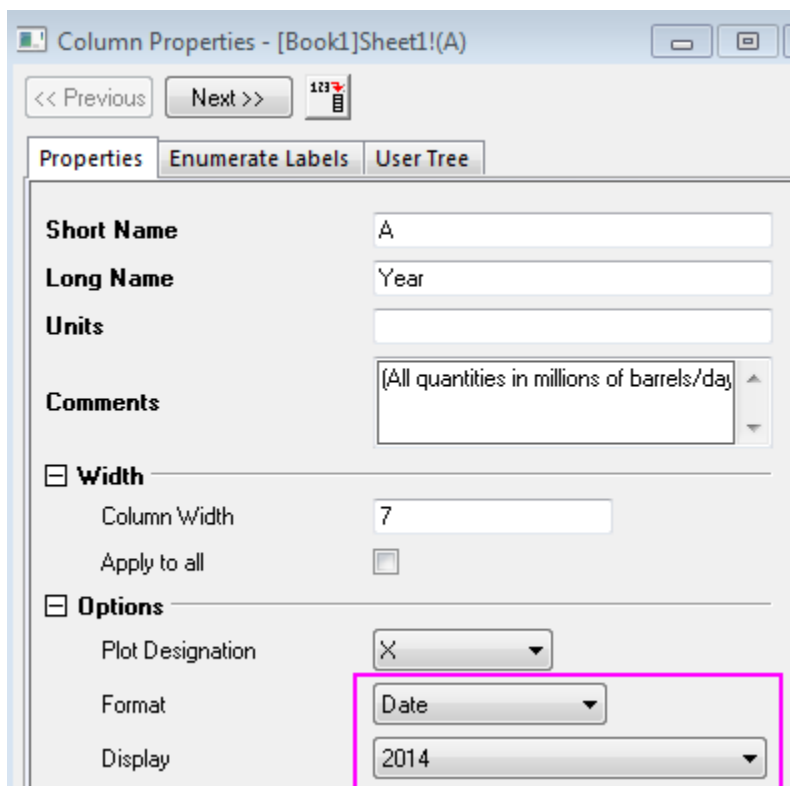 Column Properties - [Book1]Sheet1!(A)
<< Previous Next >> 123
Properties Enumerate Labels User Tree
Short Name A
Long Name Year
Units
Comments (All quantities in millions of barrels/day
Width
Column Width 7
Apply to all
Options
Plot Designation X
Format Date
Display 2014